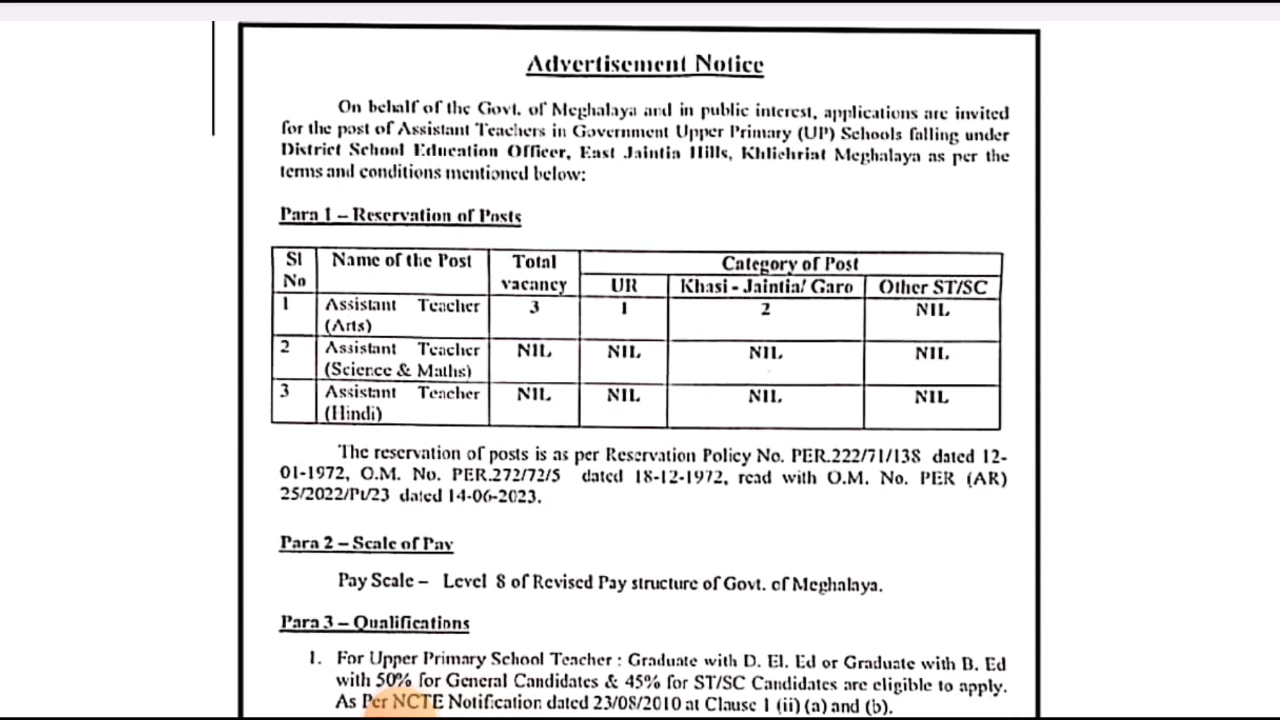 Advertisement Notice
On behalf of the Govt. of Meghalaya and in public interest, applications are invited
for the post of Assistant Teachers in Government Upper Primary (UP) Schools falling under
District School Education Officer, East Jaintia Hills, Khliehriat Meghalaya as per the
terms and conditions mentioned below:
Para 1 – Reservation of Posts
Sl No Name of the Post Total vacancy Category of Post
UR Khasi - Jaintia/ Garo Other ST/SC
1 Assistant Teacher (Arts) 3 1 2 NIL
2 Assistant Teacher (Science & Maths) NIL NIL NIL NIL
3 Assistant Teacher (Hindi) NIL NIL NIL NIL
The reservation of posts is as per Reservation Policy No. PER.222/71/138 dated 12-
01-1972, O.M. No. PER.272/72/5 dated 18-12-1972, read with O.M. No. PER (AR)
25/2022/Pt/23 dated 14-06-2023.
Para 2 – Scale of Pay
Pay Scale – Level 8 of Revised Pay structure of Govt. of Meghalaya.
Para 3 – Qualifications
1. For Upper Primary School Teacher : Graduate with D. El. Ed or Graduate with B. Ed
with 50% for General Candidates & 45% for ST/SC Candidates are eligible to apply.
As Per NCTE Notification dated 23/08/2010 at Clause 1 (ii) (a) and (b).